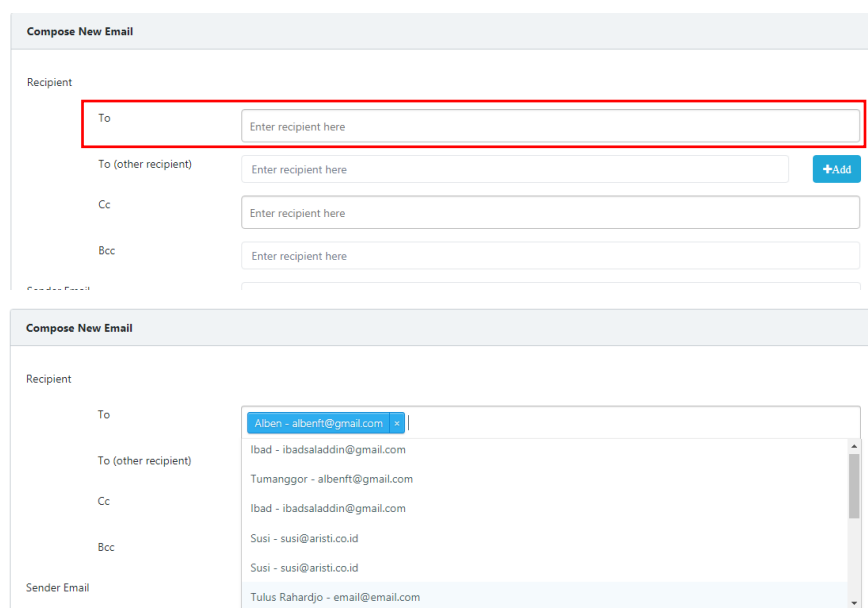 Compose New Email
Recipient
To
Enter recipient here
To (other recipient)
Enter recipient here
+Add
Cc
Enter recipient here
Bcc
Enter recipient here
Sender Email
Compose New Email
Recipient
To
Alben - albenft@gmail.com ×
Ibad - ibadsaladdin@gmail.com
To (other recipient)
Tumanggor - albenft@gmail.com
Cc
Ibad - ibadsaladdin@gmail.com
Susi - susi@aristi.co.id
Bcc
Susi - susi@aristi.co.id
Sender Email
Tulus Rahardjo - email@email.com